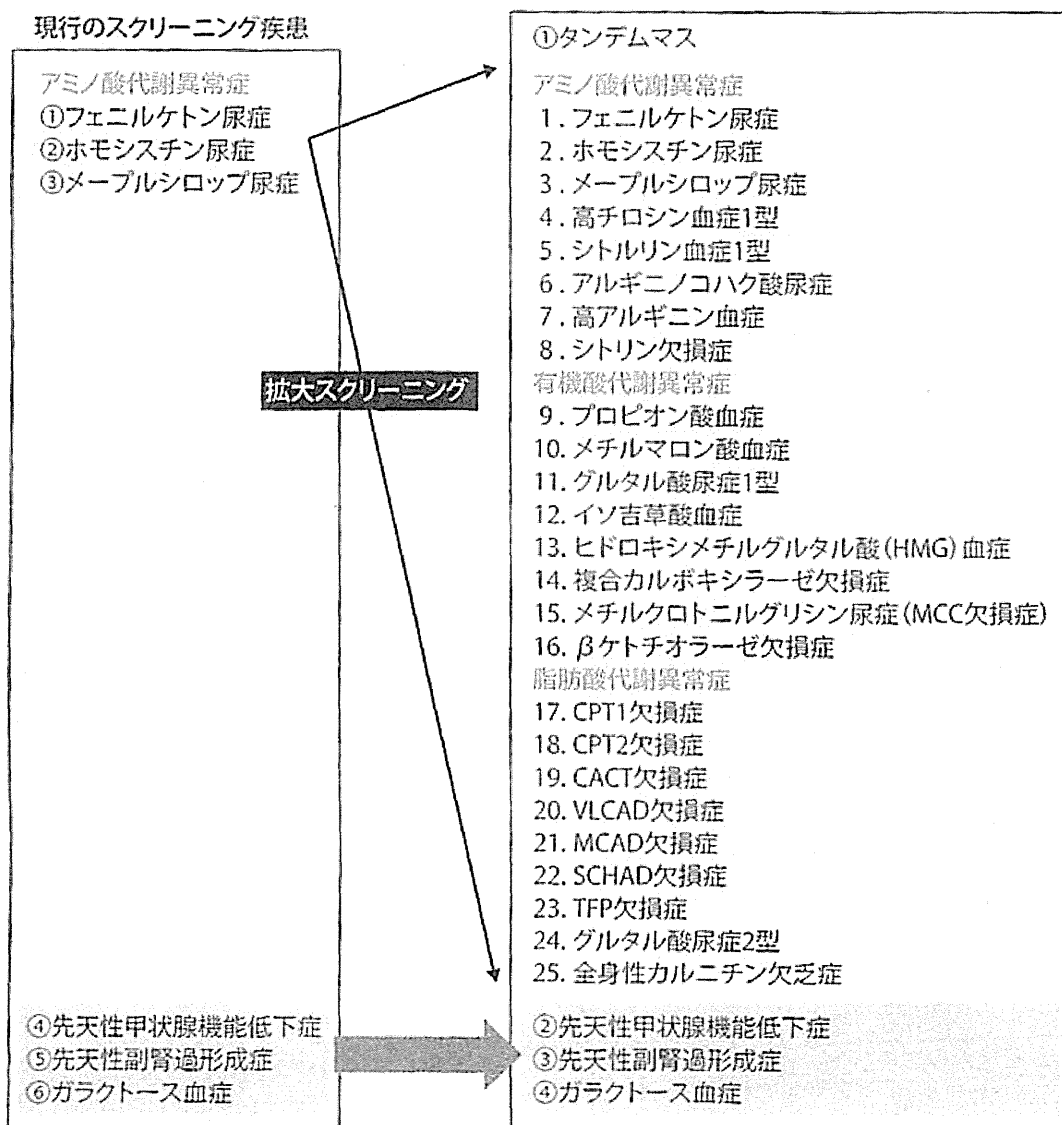 現行のスクリーニング疾患
アミノ酸代謝異常症
①フェニルケトン尿症
②ホモシスチン尿症
③メープルシロップ尿症
④先天性甲状腺機能低下症
⑤先天性副腎過形成症
⑥ガラクトース血症
拡大スクリーニング
①タンデムマス
アミノ酸代謝異常症
1.フェニルケトン尿症
2.ホモシスチン尿症
3.メープルシロップ尿症
4.高チロシン血症1型
5.シトルリン血症1型
6.アルギニノコハク酸尿症
7.高アルギニン血症
8.シトリン欠損症
有機酸代謝異常症
9.プロピオン酸血症
10.メチルマロン酸血症
11.グルタル酸尿症1型
12.イソ吉草酸血症
13.ヒドロキシメチルグルタル酸(HMG)血症
14.複合カルボキシラーゼ欠損症
15.メチルクロトニルグリシン尿症(MCC欠損症)
16.βケトチオラーゼ欠損症
脂肪酸代謝異常症
17.CPT1欠損症
18.CPT2欠損症
19.CACT欠損症
20.VLCAD欠損症
21.MCAD欠損症
22.SCHAD欠損症
23.TFP欠損症
24.グルタル酸尿症2型
25.全身性カルニチン欠乏症
②先天性甲状腺機能低下症
③先天性副腎過形成症
④ガラクトース血症